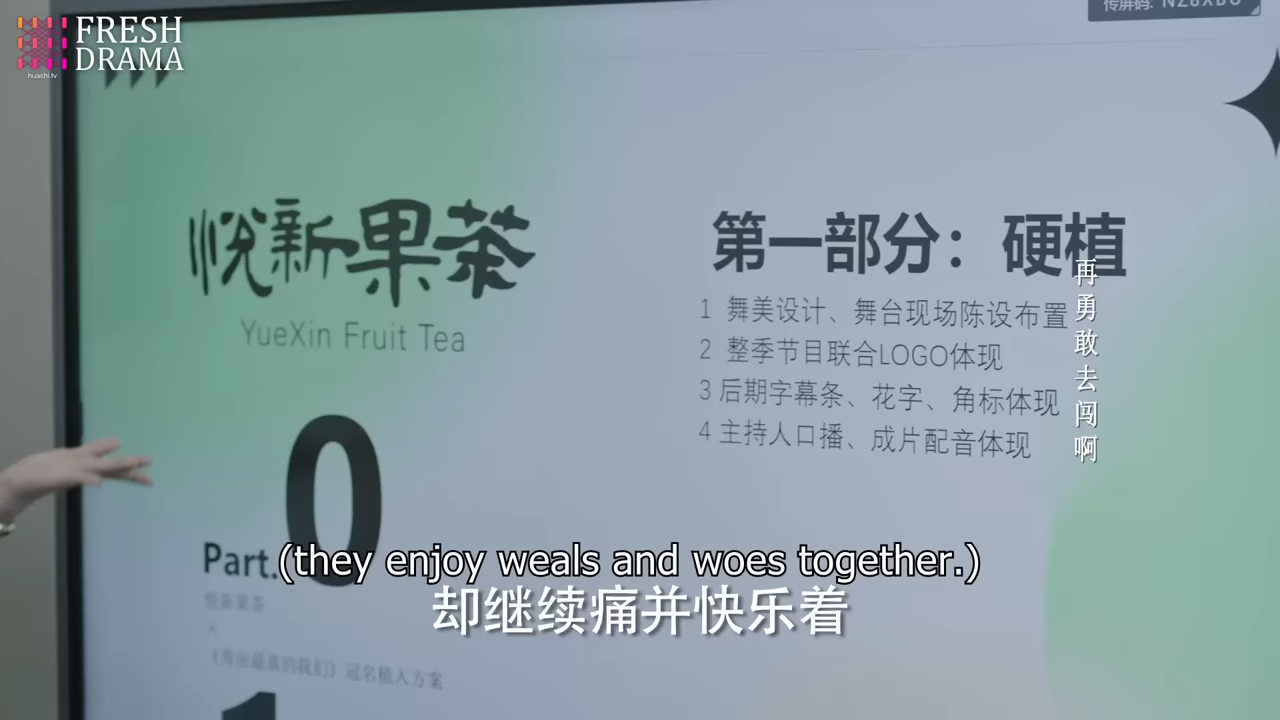 FRESH
DRAMA
huashi.tv
传屏码: NZ8XBU
悦新果茶
YueXin Fruit Tea
第一部分：硬植
1 舞美设计、舞台现场陈设布置
2 整季节目联合LOGO体现
3 后期字幕条、花字、角标体现
4 主持人口播、成片配音体现
再勇敢去闯啊
Part.
0
悦新果茶
×
最真的我们》冠名植入方案
1
(they enjoy weals and woes together.)
却继续痛并快乐着